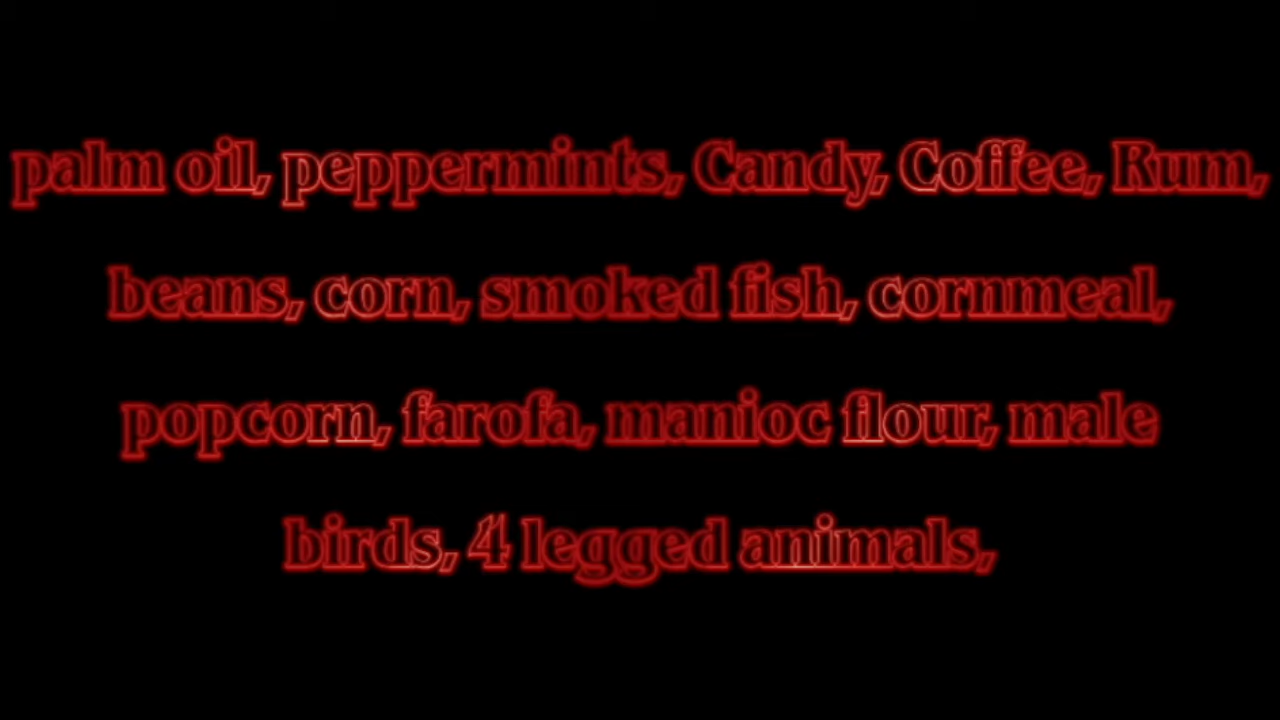 palm oil, peppermints, Candy, Coffee, Rum,
beans, corn, smoked fish, cornmeal,
popcorn, farofa, manioc flour, male
birds, 4 legged animals,